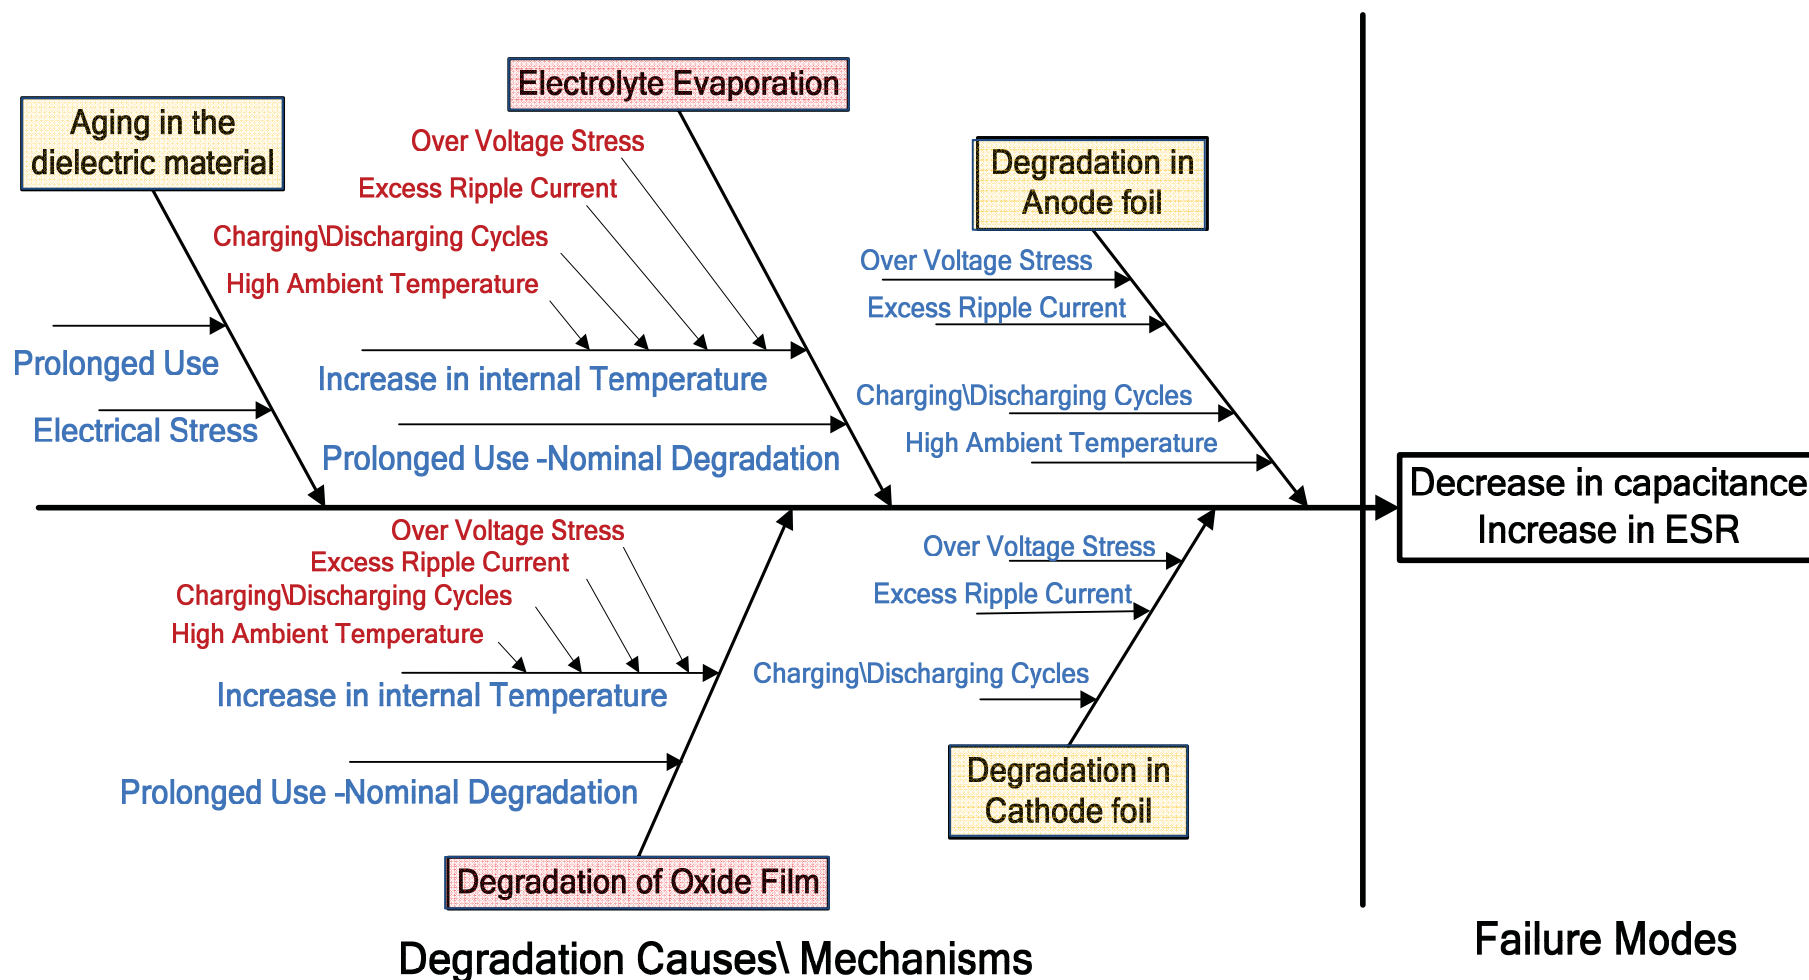 Electrolyte Evaporation
Aging in the
dielectric material
Over Voltage Stress
Excess Ripple Current
Charging\Discharging Cycles
High Ambient Temperature
Degradation in
Anode foil
Over Voltage Stress
Excess Ripple Current
Prolonged Use
Electrical Stress
Increase in internal Temperature
Prolonged Use -Nominal Degradation
Charging\Discharging Cycles
High Ambient Temperature
Decrease in capacitance
Increase in ESR
Over Voltage Stress
Excess Ripple Current
Charging\Discharging Cycles
High Ambient Temperature
Increase in internal Temperature
Prolonged Use -Nominal Degradation
Over Voltage Stress
Excess Ripple Current
Charging\Discharging Cycles
Degradation in
Cathode foil
Degradation of Oxide Film
Degradation Causes\ Mechanisms
Failure Modes